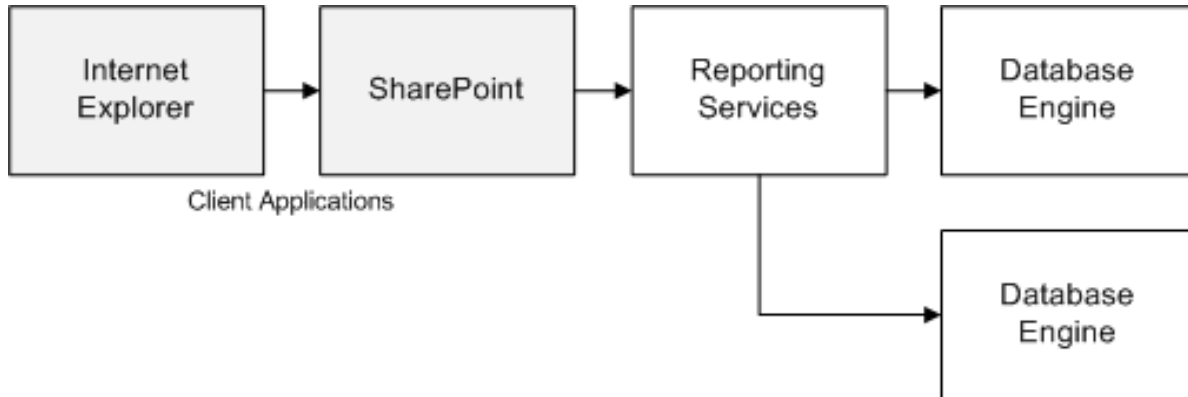 Internet
Explorer
SharePoint
Reporting
Services
Database
Engine
Client Applications
Database
Engine